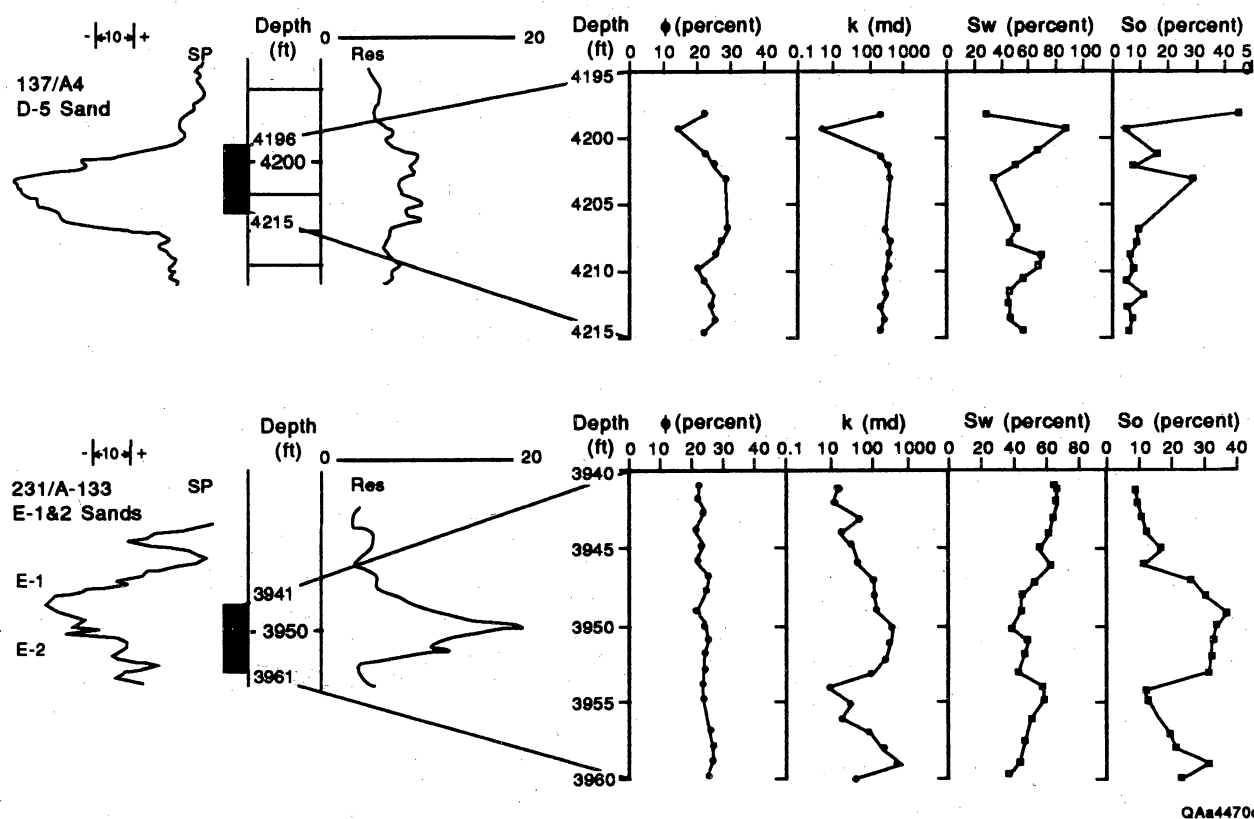 - 10 +
SP
137/A4
D-5 Sand
Depth
(ft)
0 20
Res
4196
4200
4215
Depth
(ft)
4195
4200
4205
4210
4215
ϕ (percent)
0 10 20 30 40
k (md)
0.1 10 100 1000
Sw (percent)
0 20 40 60 80 100
So (percent)
0 10 20 30 40 5
- 10 +
231/A-133
E-1&2 Sands
SP
E-1
E-2
Depth
(ft)
0 20
Res
3941
3950
3961
Depth
(ft)
3940
3945
3950
3955
3960
ϕ (percent)
0 10 20 30 40
k (md)
0.1 10 100 1000
Sw (percent)
0 20 40 60 80
So (percent)
0 10 20 30 40
QAa4470